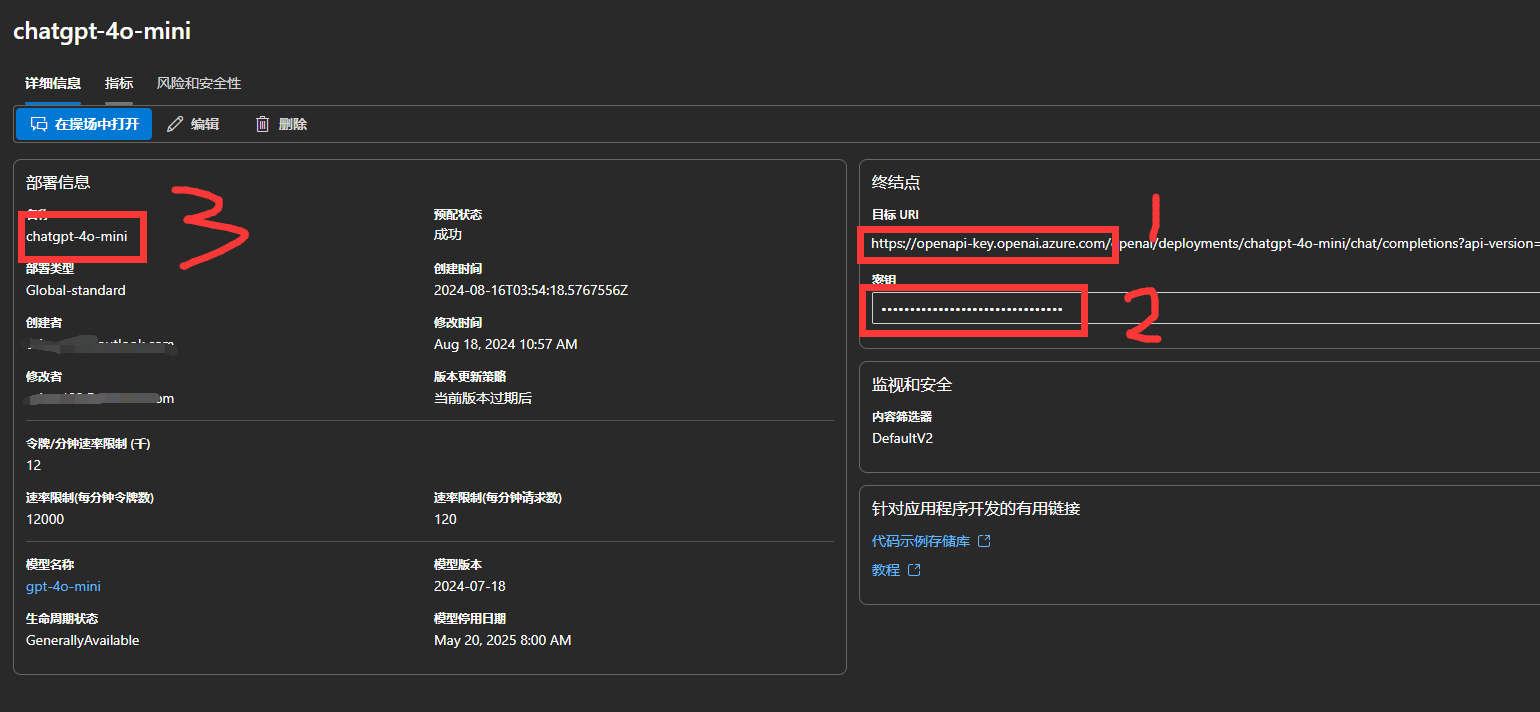 chatgpt-4o-mini
详细信息 指标 风险和安全性
在操场中打开 编辑 删除
部署信息
名称
chatgpt-4o-mini
3
预配状态
成功
部署类型
Global-standard
创建时间
2024-08-16T03:54:18.5767556Z
创建者
outlook.com
修改时间
Aug 18, 2024 10:57 AM
修改者
om
版本更新策略
当前版本过期后
令牌/分钟速率限制 (千)
12
速率限制(每分钟令牌数)
12000
速率限制(每分钟请求数)
120
模型名称
gpt-4o-mini
模型版本
2024-07-18
生命周期状态
GenerallyAvailable
模型停用日期
May 20, 2025 8:00 AM
终结点
目标 URI
1
https://openapi-key.openai.azure.com/openai/deployments/chatgpt-4o-mini/chat/completions?api-version=
密钥
••••••••••••••••••••••••••••••••
2
监视和安全
内容筛选器
DefaultV2
针对应用程序开发的有用链接
代码示例存储库
教程